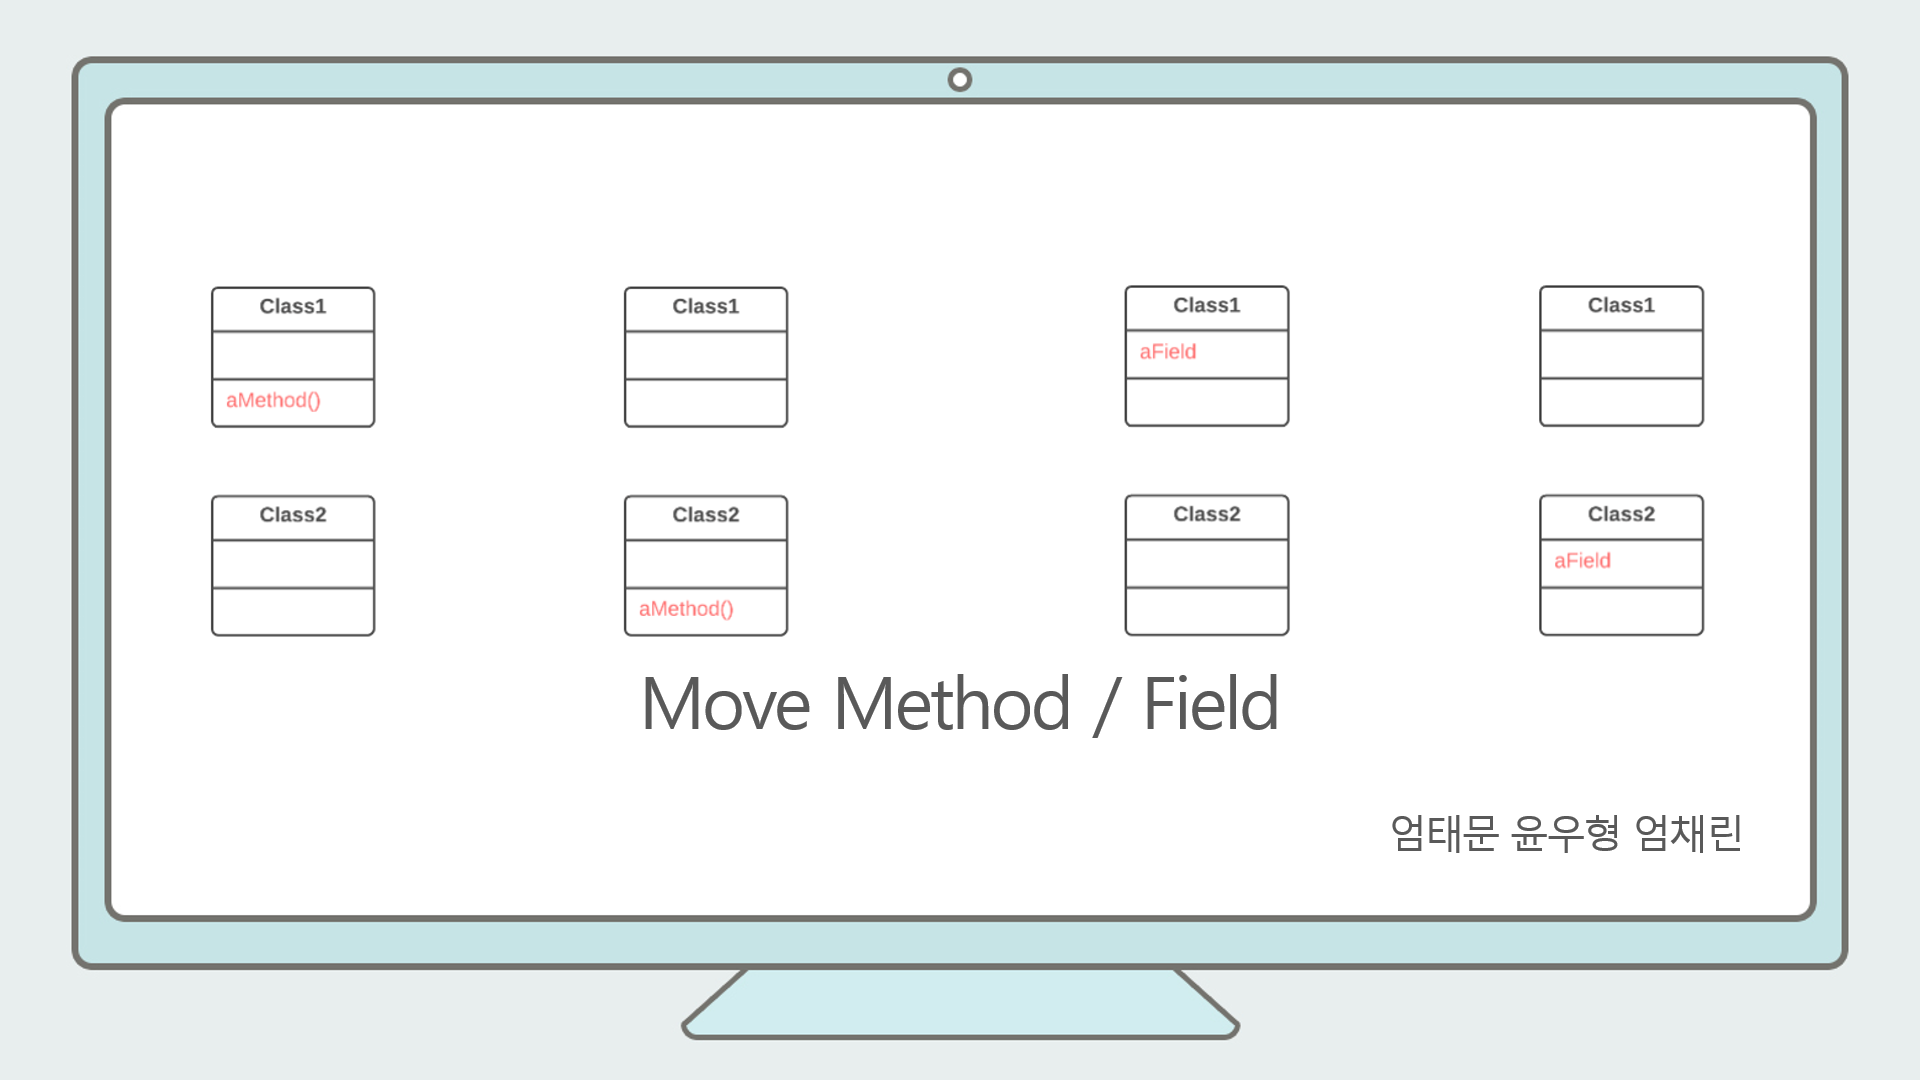 Class1
aMethod()
Class2
Class1
Class2
aMethod()
Class1
aField
Class2
Class1
Class2
aField
Move Method / Field
엄태문 윤우형 엄채린